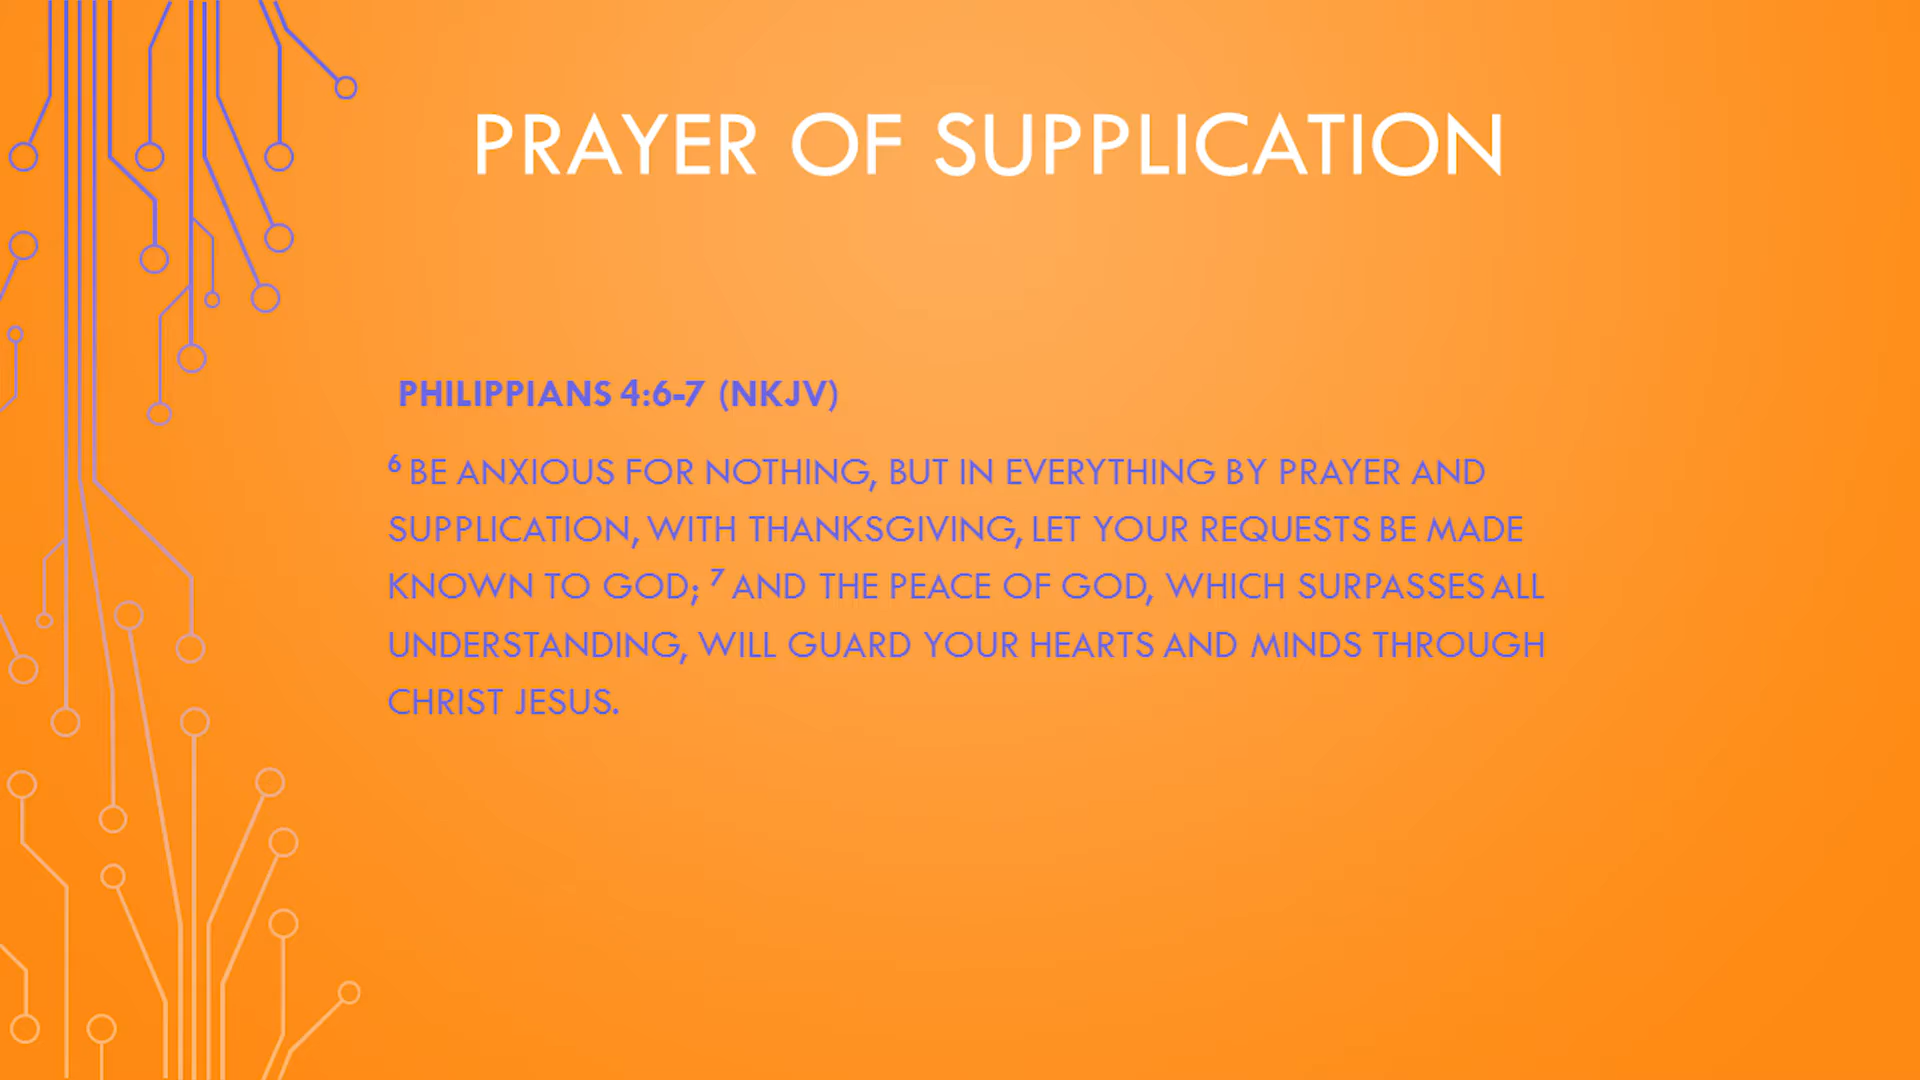 PRAYER OF SUPPLICATION
PHILIPPIANS 4:6-7 (NKJV)
⁶ BE ANXIOUS FOR NOTHING, BUT IN EVERYTHING BY PRAYER AND
SUPPLICATION, WITH THANKSGIVING, LET YOUR REQUESTS BE MADE
KNOWN TO GOD; ⁷ AND THE PEACE OF GOD, WHICH SURPASSES ALL
UNDERSTANDING, WILL GUARD YOUR HEARTS AND MINDS THROUGH
CHRIST JESUS.